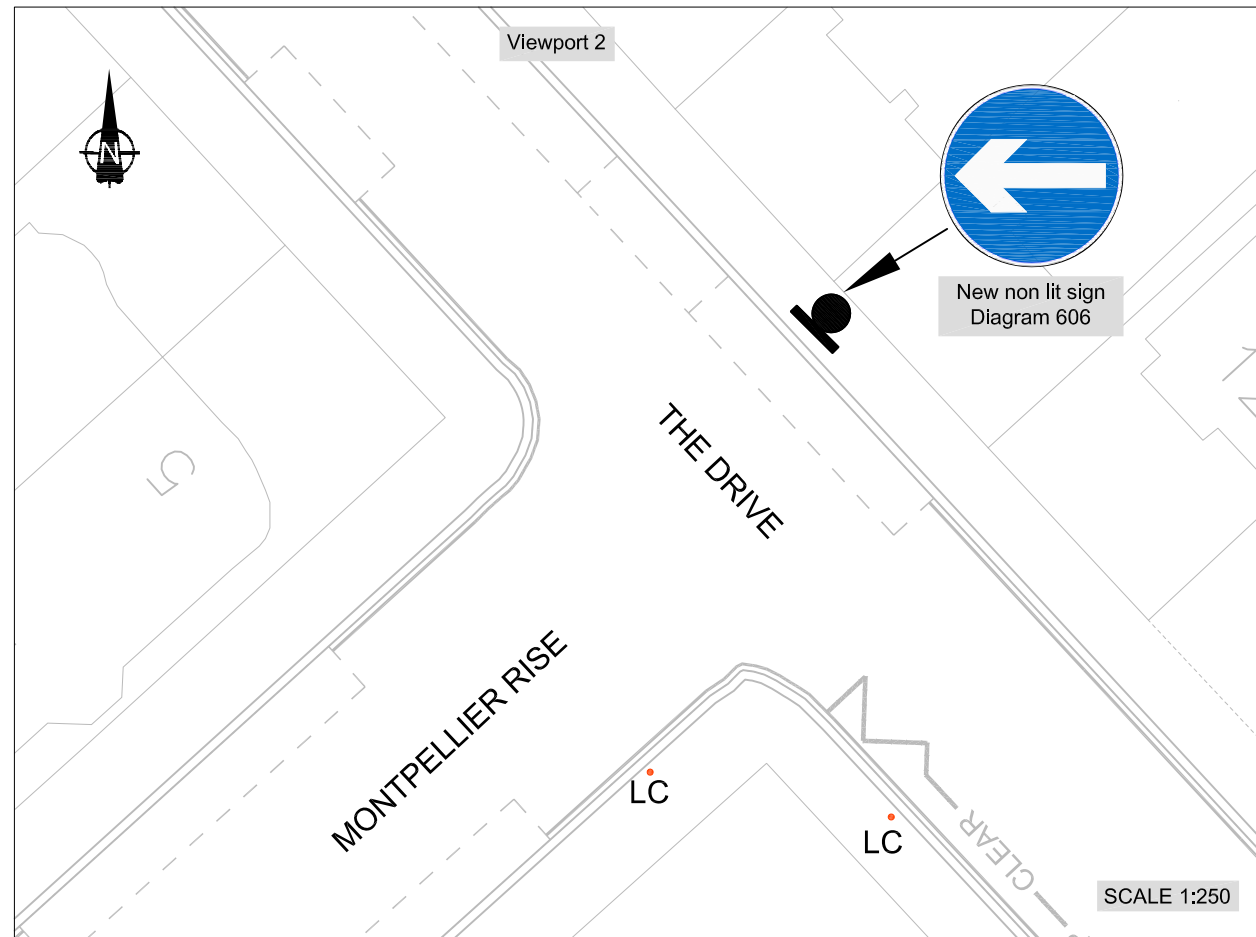 Viewport 2
N
New non lit sign
Diagram 606
12
THE DRIVE
5
MONTPELLIER RISE
LC
LC
CLEAR
SCALE 1:250